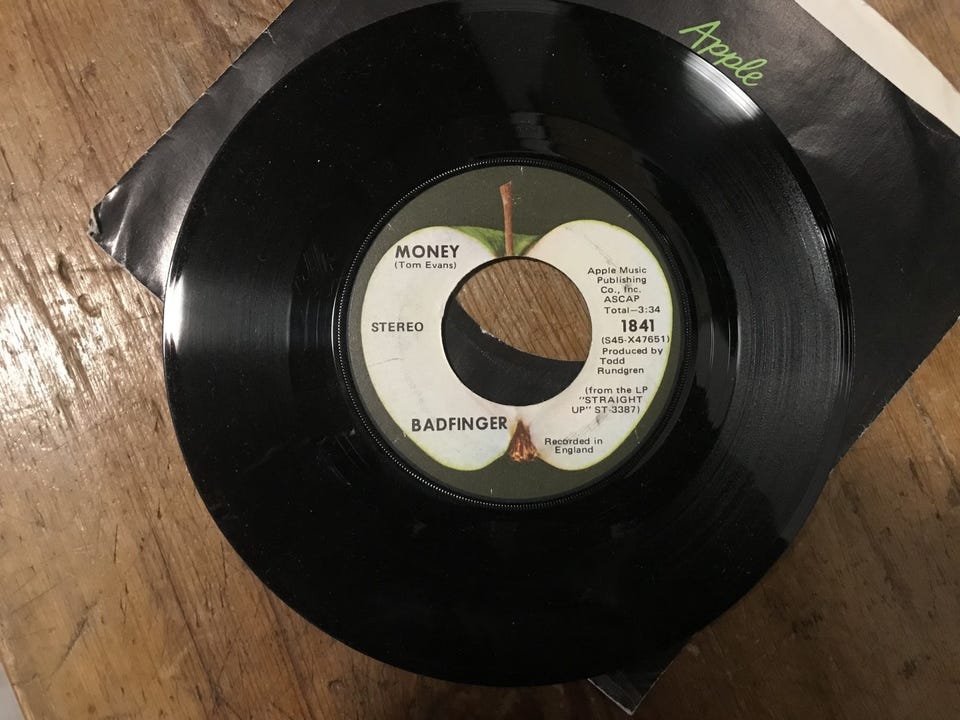 Apple
MONEY
(Tom Evans)
STEREO
Apple Music
Publishing
Co., Inc.
ASCAP
Total—3:34
1841
(S45-X47651)
Produced by
Todd
Rundgren
(from the LP
"STRAIGHT
UP" ST-3387)
BADFINGER
Recorded in
England